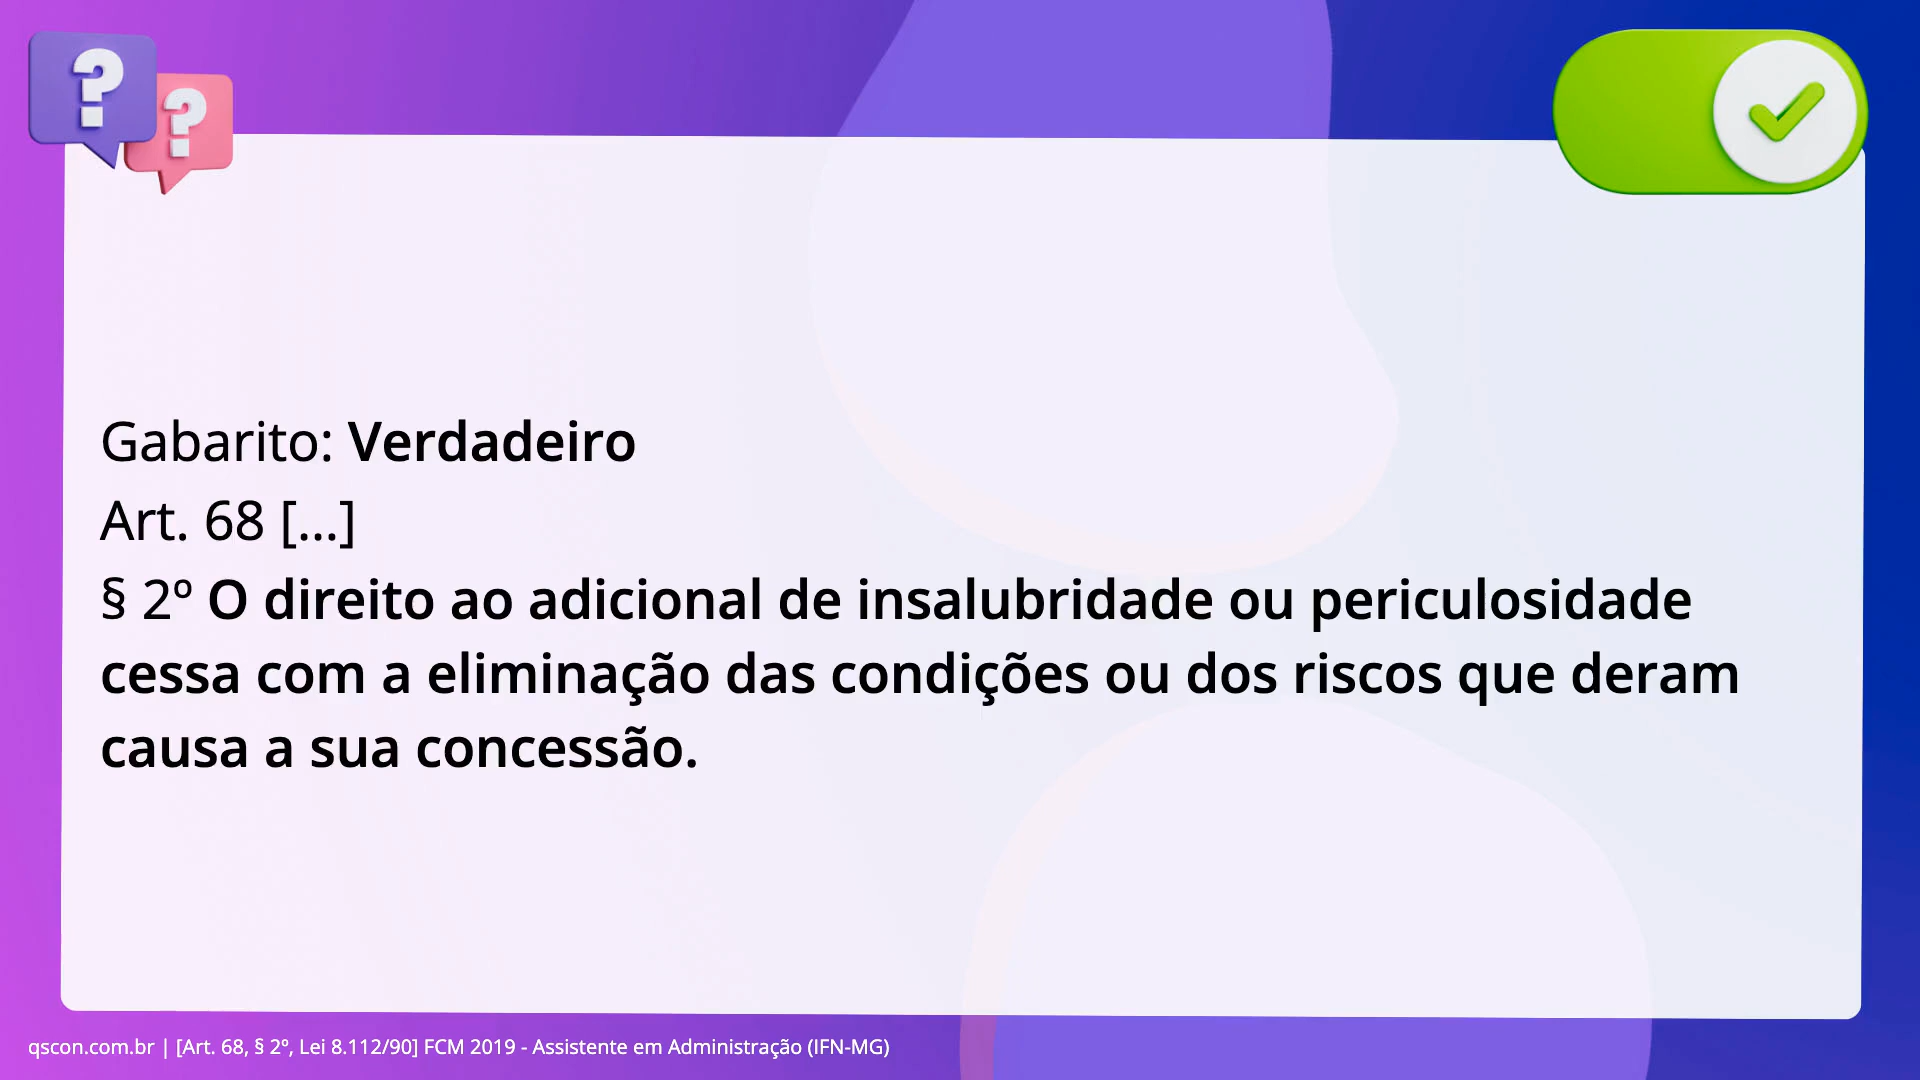 Gabarito: Verdadeiro
Art. 68 [...]
§ 2º O direito ao adicional de insalubridade ou periculosidade
cessa com a eliminação das condições ou dos riscos que deram
causa a sua concessão.
qscon.com.br | [Art. 68, § 2º, Lei 8.112/90] FCM 2019 - Assistente em Administração (IFN-MG)